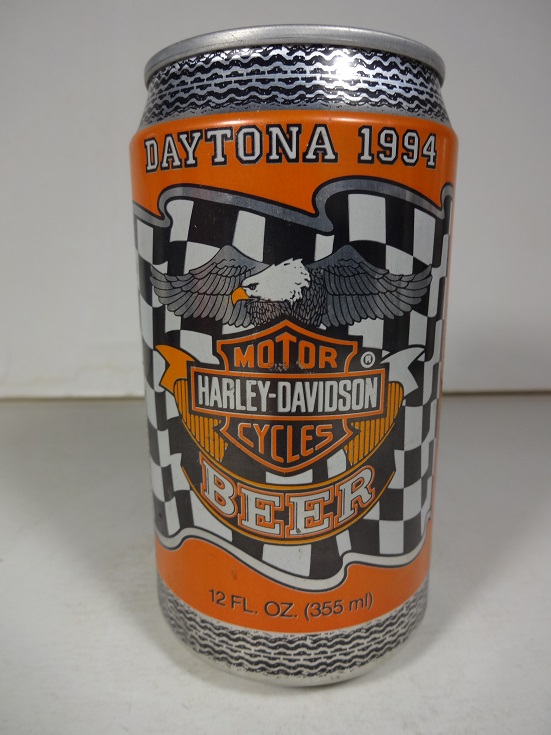 DAYTONA 1994
MOTOR
®
HARLEY-DAVIDSON
CYCLES
BEER
12 FL. OZ. (355 ml)